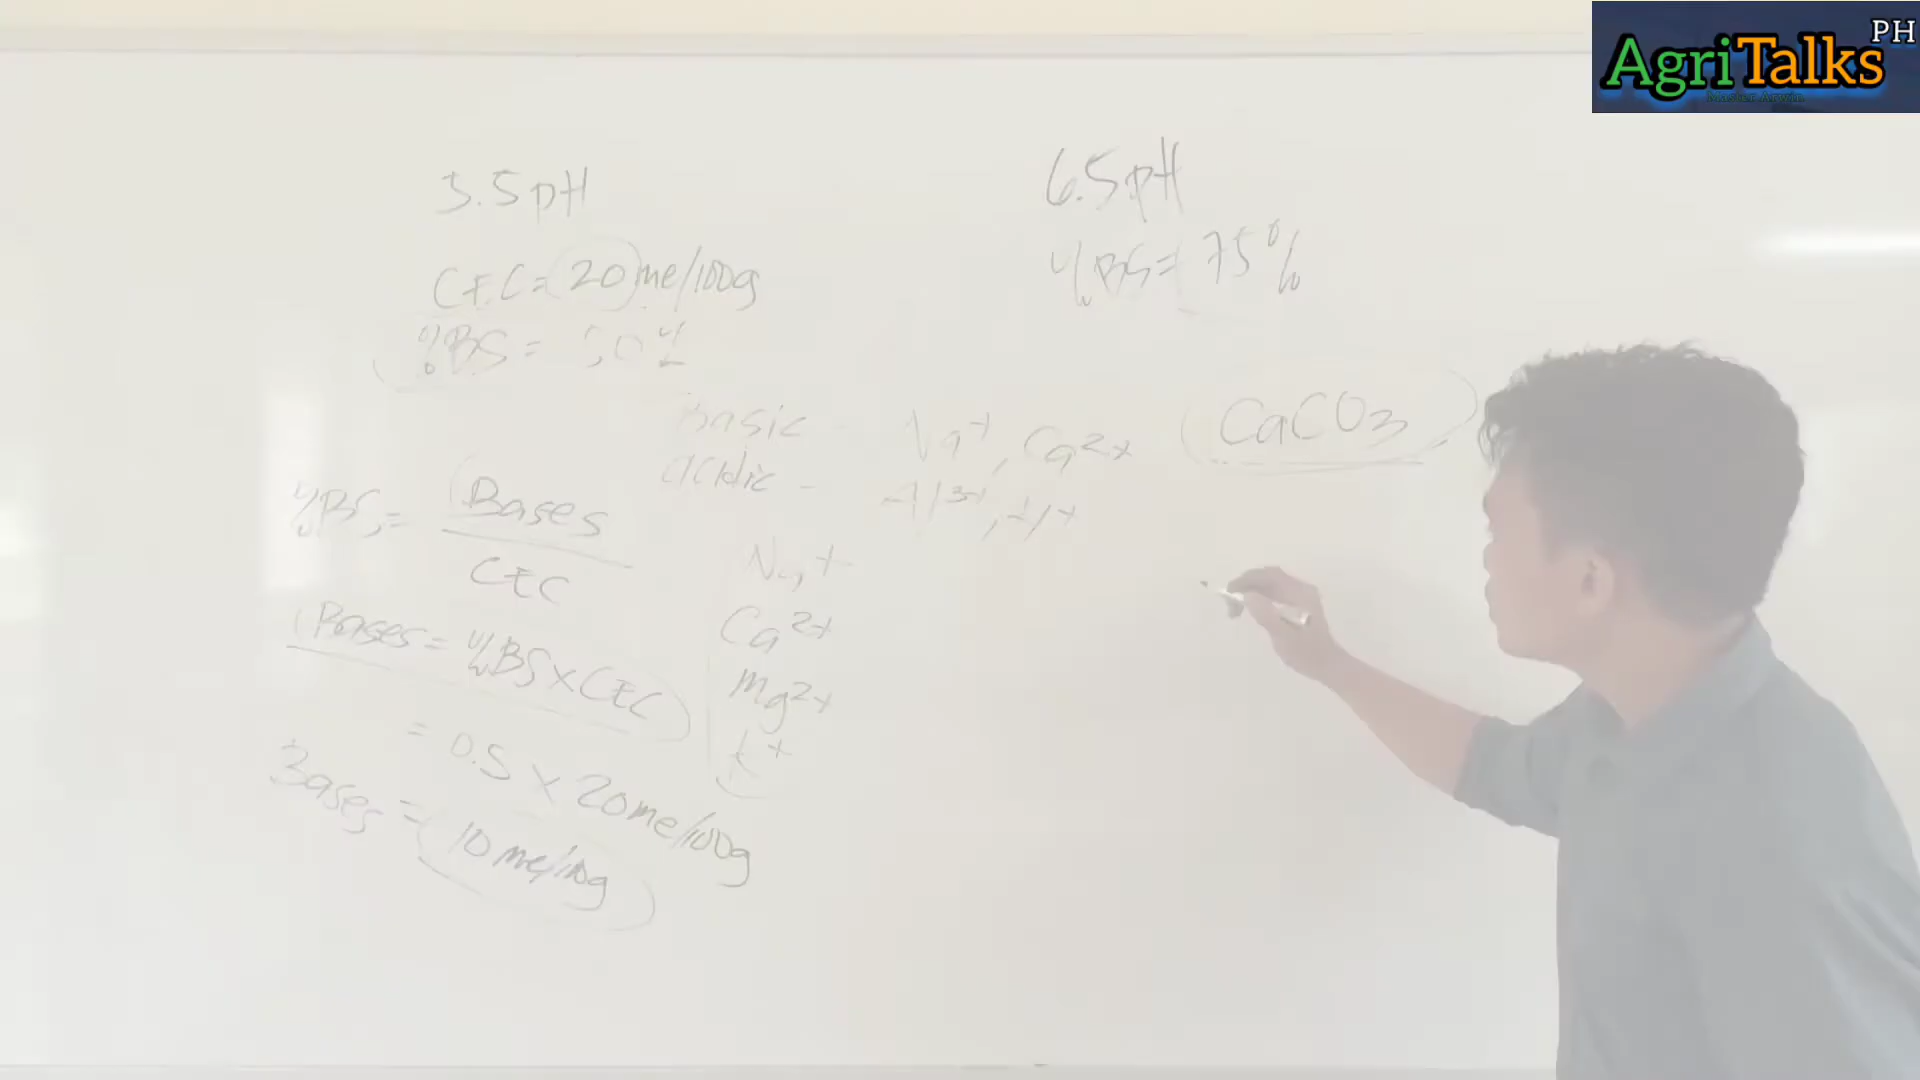 AgriTalks PH
Master Arwin
3.5 pH
CEC = 20 me/100g
%BS = 50%
6.5 pH
%BS = 75%
Basic - Na+, Ca2+
acidic - Al3+, H+
CaCO3
%BS = Bases
CEC
Bases = %BS x CEC
= 0.5 x 20 me/100g
Bases = 10 me/100g
Na+
Ca2+
Mg2+
K+